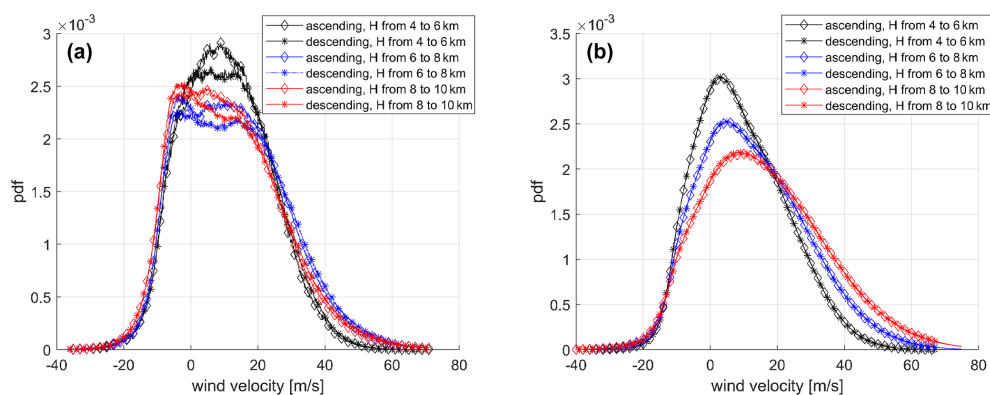 ×10⁻³
(a)
ascending, H from 4 to 6 km
descending, H from 4 to 6 km
ascending, H from 6 to 8 km
descending, H from 6 to 8 km
ascending, H from 8 to 10 km
descending, H from 8 to 10 km
3
2.5
2
1.5
1
0.5
0
pdf
-40 -20 0 20 40 60 80
wind velocity [m/s]
×10⁻³
(b)
ascending, H from 4 to 6 km
descending, H from 4 to 6 km
ascending, H from 6 to 8 km
descending, H from 6 to 8 km
ascending, H from 8 to 10 km
descending, H from 8 to 10 km
3.5
3
2.5
2
1.5
1
0.5
0
pdf
-40 -20 0 20 40 60 80
wind velocity [m/s]